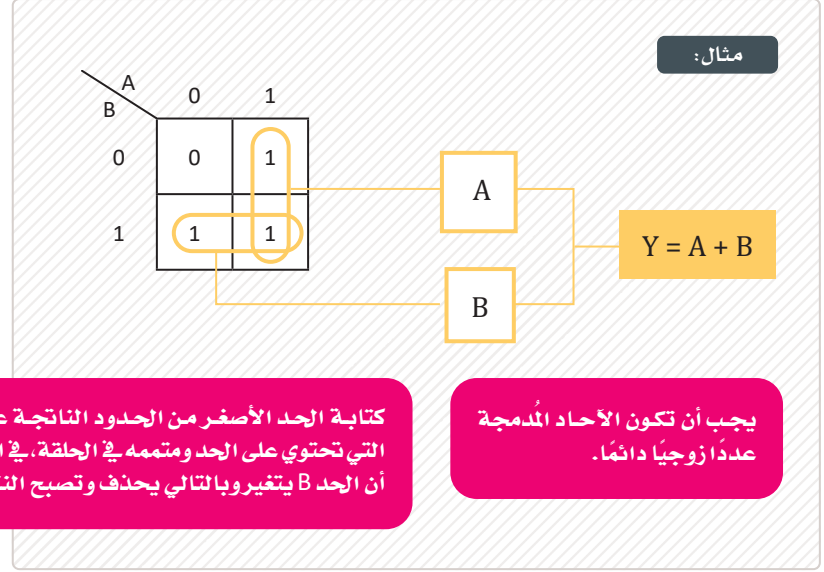 مثال:
A
B
0 1
0 0 1
1 1 1
A
B
Y = A + B
يجب أن تكون الآحاد المُدمجة
عددًا زوجيًا دائمًا.
كتابة الحد الأصغر من الحدود الناتجة
التي تحتوي على الحد ومتممه في الحلقة، في
أن الحد B يتغير وبالتالي يحذف وتصبح